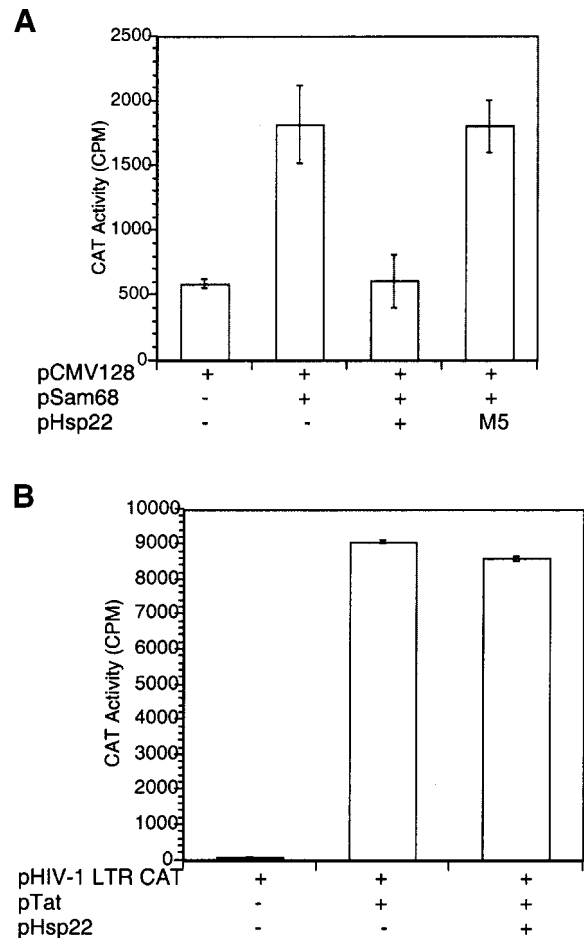 A
2500
2000
1500
1000
500
0
CAT Activity (CPM)
pCMV128 + + + +
pSam68 - + + +
pHsp22 - - + M5
B
10000
9000
8000
7000
6000
5000
4000
3000
2000
1000
0
CAT Activity (CPM)
pHIV-1 LTR CAT + + +
pTat - + +
pHsp22 - - +